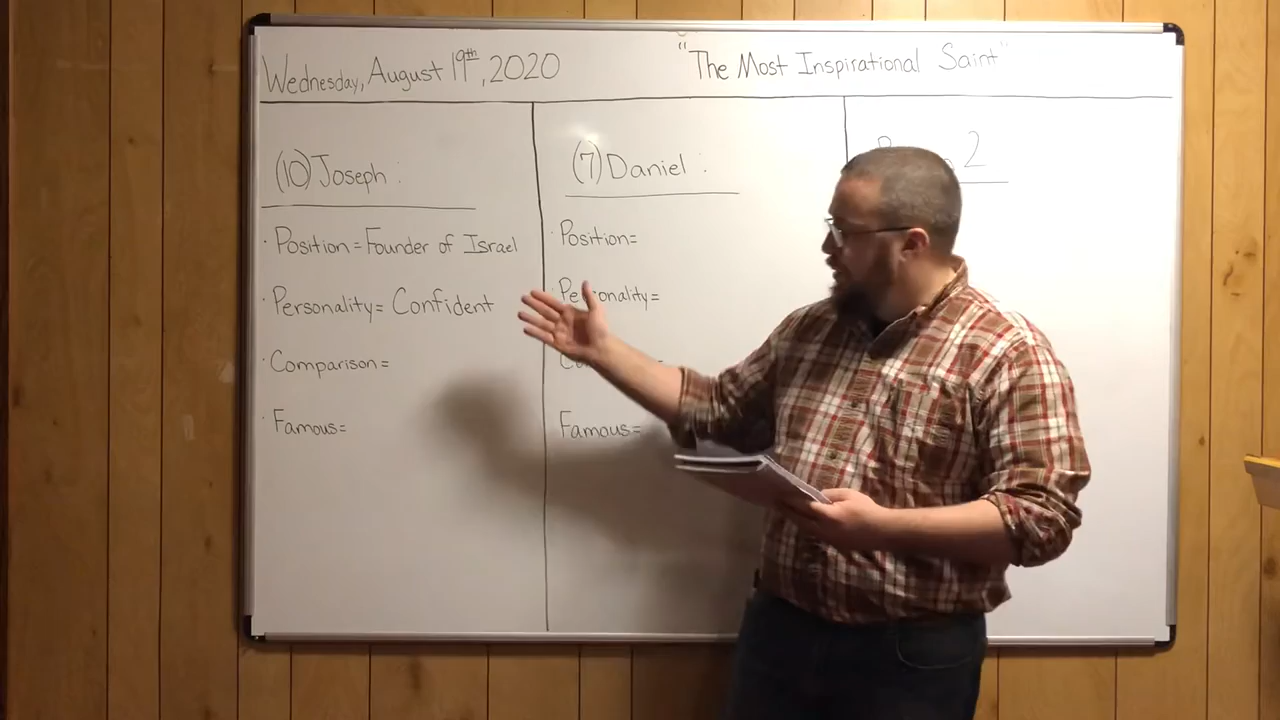 Wednesday, August 19th, 2020
"The Most Inspirational Saint"
(10) Joseph :
· Position = Founder of Israel
· Personality = Confident
· Comparison =
· Famous =
(7) Daniel :
· Position =
· Personality =
· Famous =
2